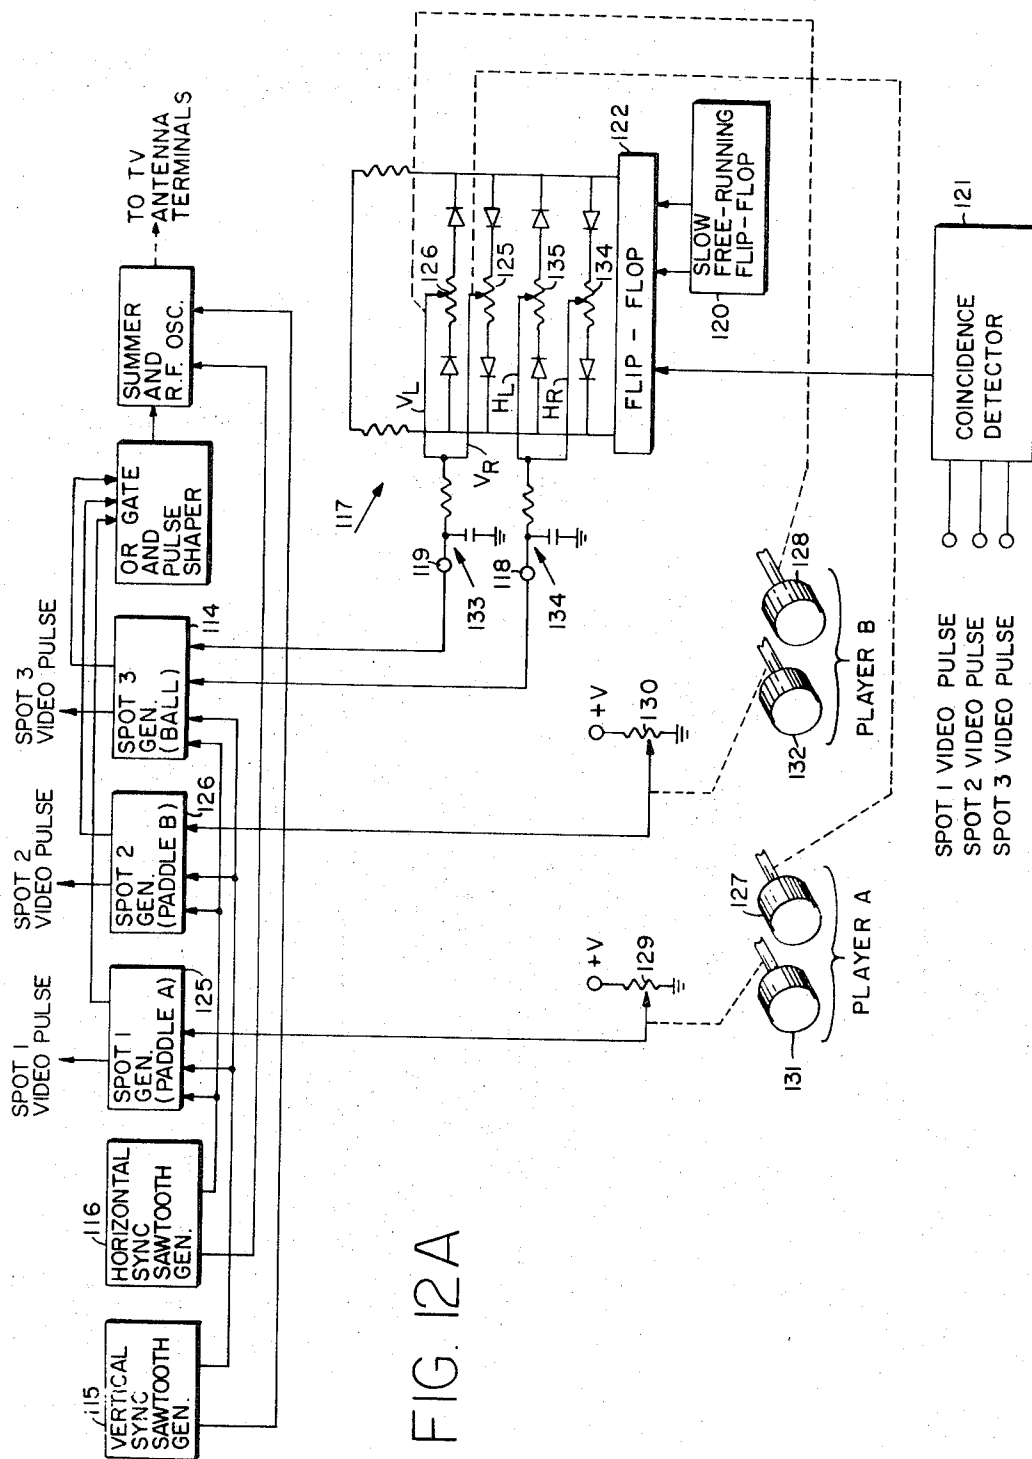 115
VERTICAL
SYNC
SAWTOOTH
GEN.
116
HORIZONTAL
SYNC
SAWTOOTH
GEN.
SPOT 1
VIDEO PULSE
SPOT 1
GEN.
(PADDLE A)
125
SPOT 2
VIDEO PULSE
SPOT 2
GEN.
(PADDLE B)
126
SPOT 3
VIDEO PULSE
SPOT 3
GEN.
(BALL)
114
OR GATE
AND
PULSE
SHAPER
SUMMER
AND
R.F. OSC.
TO TV
ANTENNA
TERMINALS
117
119
133
118
134
VL
VR
HL
HR
126
125
135
134
FLIP - FLOP
122
SLOW
FREE-RUNNING
FLIP-FLOP
120
+V
129
+V
130
131
127
PLAYER A
132
128
PLAYER B
COINCIDENCE
DETECTOR
121
SPOT 1 VIDEO PULSE
SPOT 2 VIDEO PULSE
SPOT 3 VIDEO PULSE
FIG. 12A